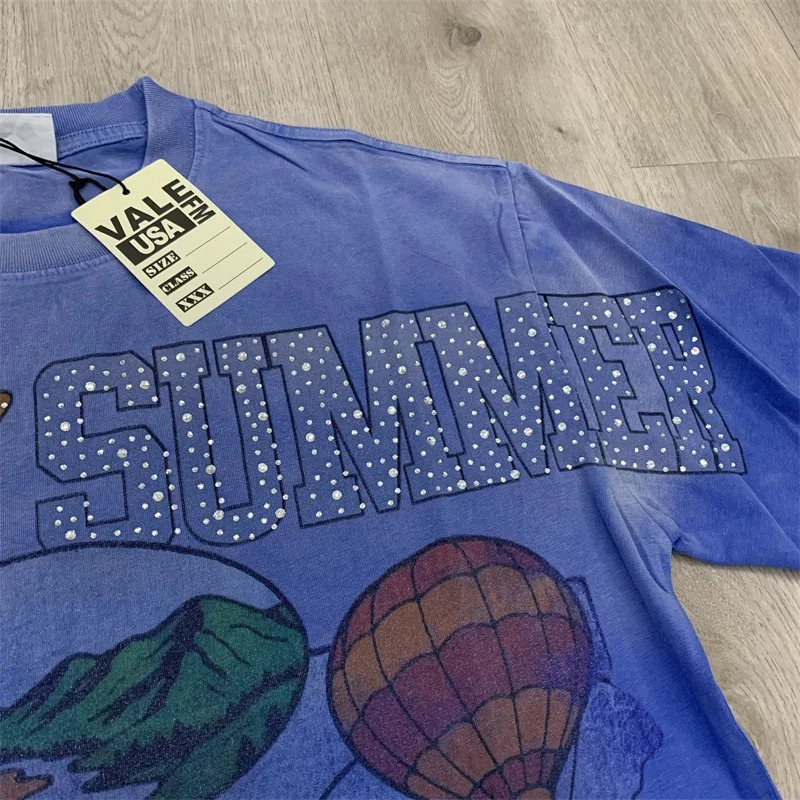 VALE
FM
USA
SIZE
CLASS
XXX
SUMMER